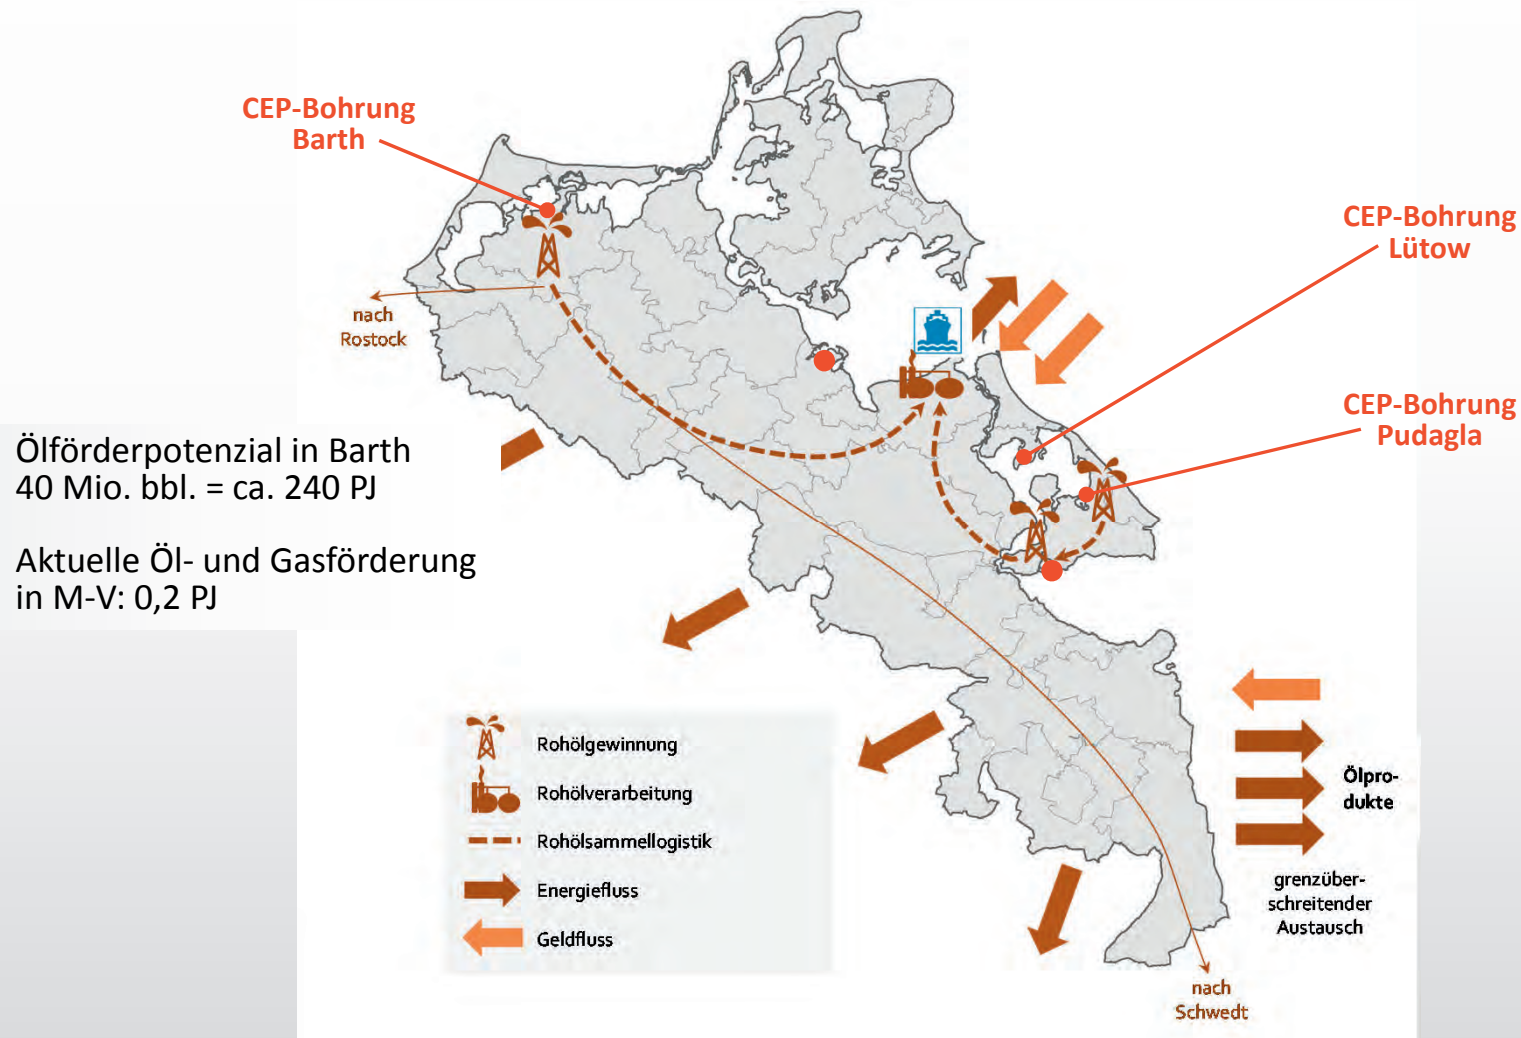 CEP-Bohrung
Barth
CEP-Bohrung
Lütow
nach
Rostock
CEP-Bohrung
Pudagla
Ölförderpotenzial in Barth
40 Mio. bbl. = ca. 240 PJ
Aktuelle Öl- und Gasförderung
in M-V: 0,2 PJ
Rohölgewinnung
Rohölverarbeitung
Rohölsammellogistik
Energiefluss
Geldfluss
Ölpro-
dukte
grenzüber-
schreitender
Austausch
nach
Schwedt